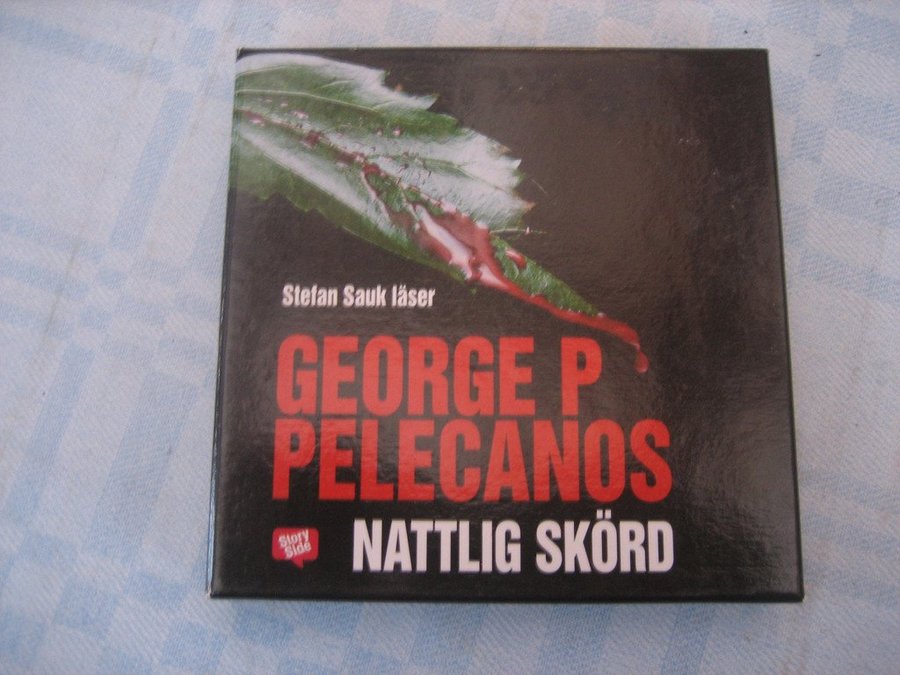 Stefan Sauk läser
GEORGE P
PELECANOS
Story
Side
NATTLIG SKÖRD